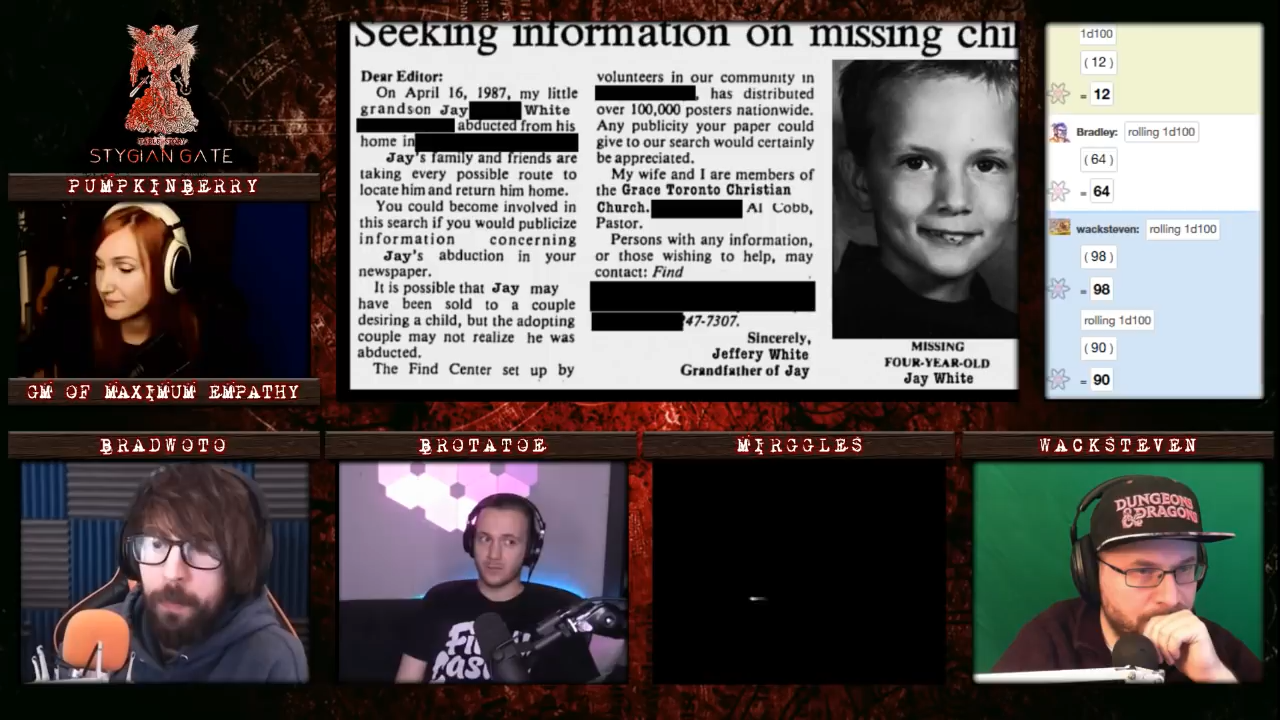 STYGIAN GATE
PUMPKINBERRY
GM OF MAXIMUM EMPATHY
Seeking information on missing chi
Dear Editor:
On April 16, 1987, my little
grandson Jay White
abducted from his
home in
Jay's family and friends are
taking every possible route to
locate him and return him home.
You could become involved in
this search if you would publicize
information concerning
Jay's abduction in your
newspaper.
It is possible that Jay may
have been sold to a couple
desiring a child, but the adopting
couple may not realize he was
abducted.
The Find Center set up by
volunteers in our community in
, has distributed
over 100,000 posters nationwide.
Any publicity your paper could
give to our search would certainly
be appreciated.
My wife and I are members of
the Grace Toronto Christian
Church. Al Cobb,
Pastor.
Persons with any information,
or those wishing to help, may
contact: Find
47-7307.
Sincerely,
Jeffery White
Grandfather of Jay
MISSING
FOUR-YEAR-OLD
Jay White
1d100
(12)
= 12
Bradley: rolling 1d100
(64)
= 64
wacksteven: rolling 1d100
(98)
= 98
rolling 1d100
(90)
= 90
BRADWOTO
BROTATOE
MIRGGLES
WACKSTEVEN
DUNGEONS
& DRAGONS